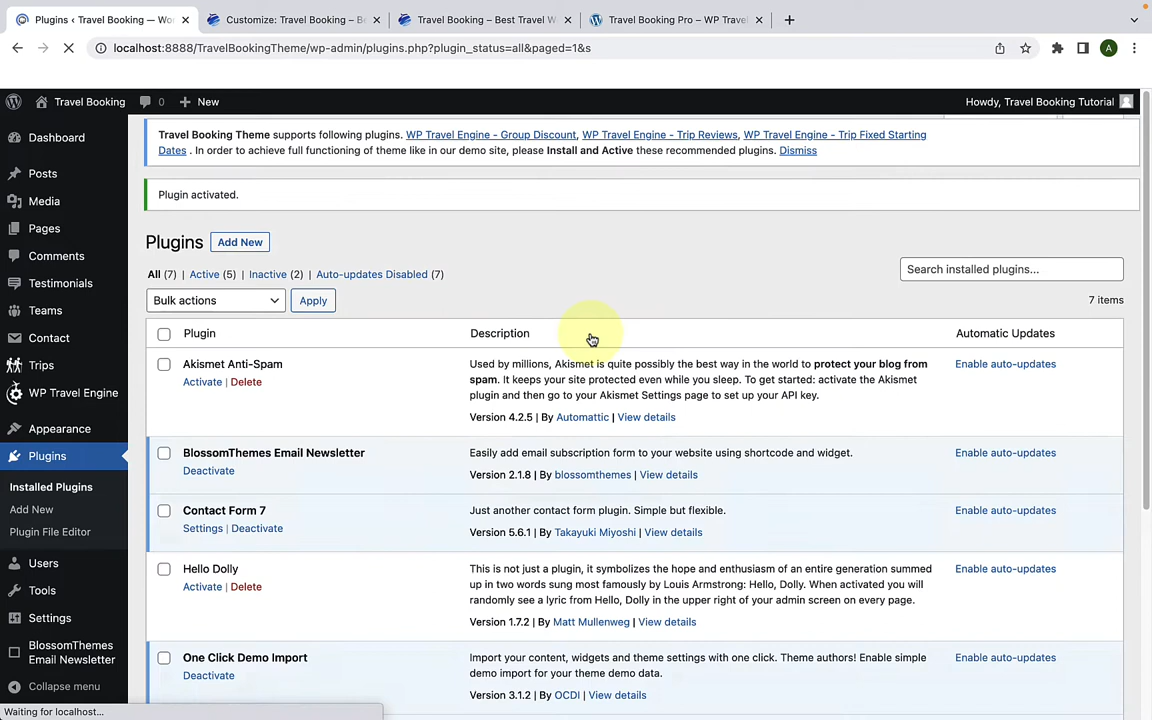 Plugins ‹ Travel Booking — Wo
Customize: Travel Booking – Be
Travel Booking – Best Travel W
Travel Booking Pro – WP Travel
localhost:8888/TravelBookingTheme/wp-admin/plugins.php?plugin_status=all&paged=1&s
A
Travel Booking
0
New
Howdy, Travel Booking Tutorial
Dashboard
Posts
Media
Pages
Comments
Testimonials
Teams
Contact
Trips
WP Travel Engine
Appearance
Plugins
Installed Plugins
Add New
Plugin File Editor
Users
Tools
Settings
BlossomThemes
Email Newsletter
Collapse menu
Travel Booking Theme supports following plugins. WP Travel Engine - Group Discount, WP Travel Engine - Trip Reviews, WP Travel Engine - Trip Fixed Starting
Dates . In order to achieve full functioning of theme like in our demo site, please Install and Active these recommended plugins. Dismiss
Plugin activated.
Plugins Add New
All (7) | Active (5) | Inactive (2) | Auto-updates Disabled (7)
Search installed plugins...
Bulk actions Apply
7 items
Plugin Description Automatic Updates
Akismet Anti-Spam
Activate | Delete
Used by millions, Akismet is quite possibly the best way in the world to protect your blog from
spam. It keeps your site protected even while you sleep. To get started: activate the Akismet
plugin and then go to your Akismet Settings page to set up your API key.
Version 4.2.5 | By Automattic | View details
Enable auto-updates
BlossomThemes Email Newsletter
Deactivate
Easily add email subscription form to your website using shortcode and widget.
Version 2.1.8 | By blossomthemes | View details
Enable auto-updates
Contact Form 7
Settings | Deactivate
Just another contact form plugin. Simple but flexible.
Version 5.6.1 | By Takayuki Miyoshi | View details
Enable auto-updates
Hello Dolly
Activate | Delete
This is not just a plugin, it symbolizes the hope and enthusiasm of an entire generation summed
up in two words sung most famously by Louis Armstrong: Hello, Dolly. When activated you will
randomly see a lyric from Hello, Dolly in the upper right of your admin screen on every page.
Version 1.7.2 | By Matt Mullenweg | View details
Enable auto-updates
One Click Demo Import
Deactivate
Import your content, widgets and theme settings with one click. Theme authors! Enable simple
demo import for your theme demo data.
Version 3.1.2 | By OCDI | View details
Enable auto-updates
Waiting for localhost...